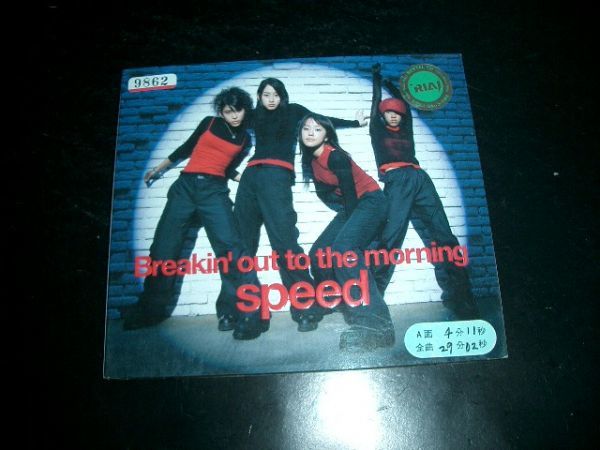 9862
RIAJ
Breakin' out to the morning
speed
A面 4分11秒
全曲 29分02秒